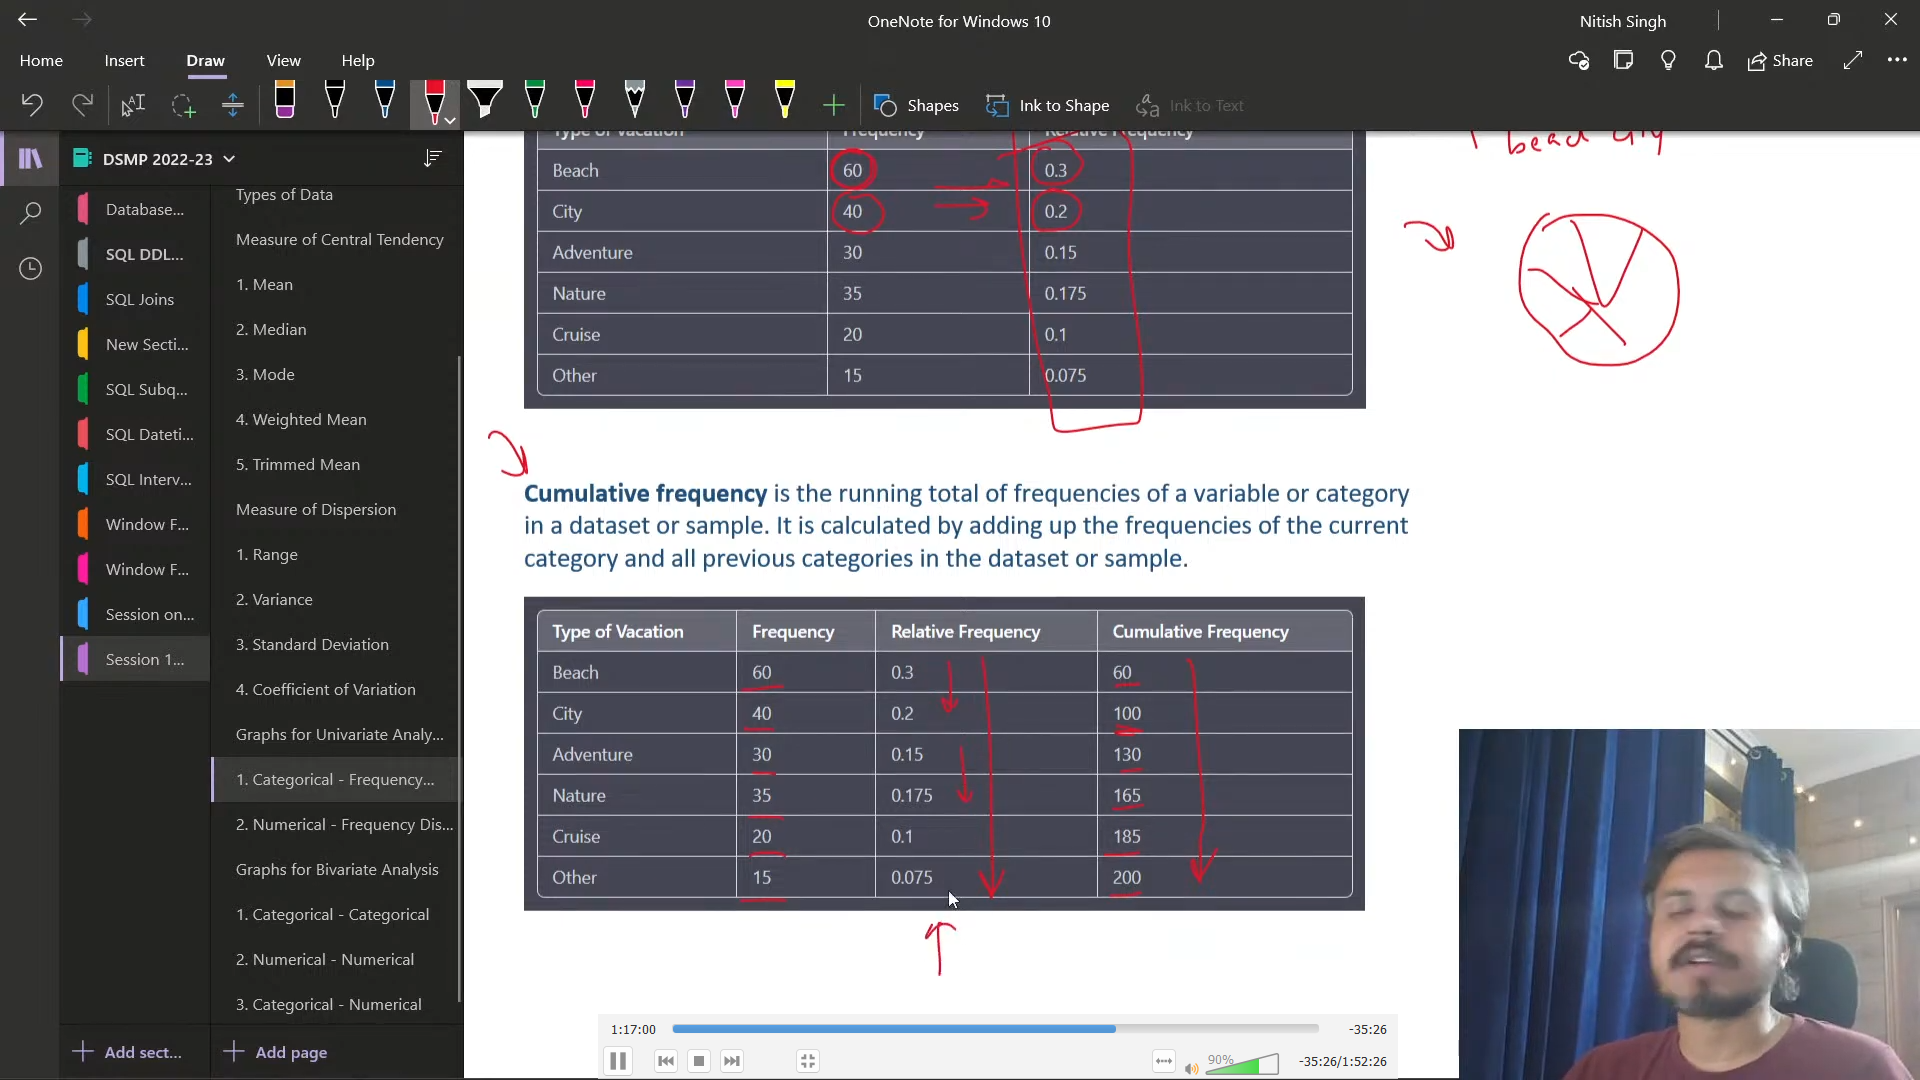 OneNote for Windows 10
Nitish Singh
Home
Insert
Draw
View
Help
Share
Shapes
Ink to Shape
Ink to Text
DSMP 2022-23
Database...
SQL DDL...
SQL Joins
New Secti...
SQL Subq...
SQL Dateti...
SQL Interv...
Window F...
Window F...
Session on...
Session 1...
Add sect...
Types of Data
Measure of Central Tendency
1. Mean
2. Median
3. Mode
4. Weighted Mean
5. Trimmed Mean
Measure of Dispersion
1. Range
2. Variance
3. Standard Deviation
4. Coefficient of Variation
Graphs for Univariate Analy...
1. Categorical - Frequency...
2. Numerical - Frequency Dis...
Graphs for Bivariate Analysis
1. Categorical - Categorical
2. Numerical - Numerical
3. Categorical - Numerical
Add page
Type of Vacation Frequency Relative Frequency
Beach 60 0.3
City 40 0.2
Adventure 30 0.15
Nature 35 0.175
Cruise 20 0.1
Other 15 0.075
Cumulative frequency is the running total of frequencies of a variable or category
in a dataset or sample. It is calculated by adding up the frequencies of the current
category and all previous categories in the dataset or sample.
Type of Vacation Frequency Relative Frequency Cumulative Frequency
Beach 60 0.3 60
City 40 0.2 100
Adventure 30 0.15 130
Nature 35 0.175 165
Cruise 20 0.1 185
Other 15 0.075 200
1:17:00
-35:26
90%
-35:26/1:52:26